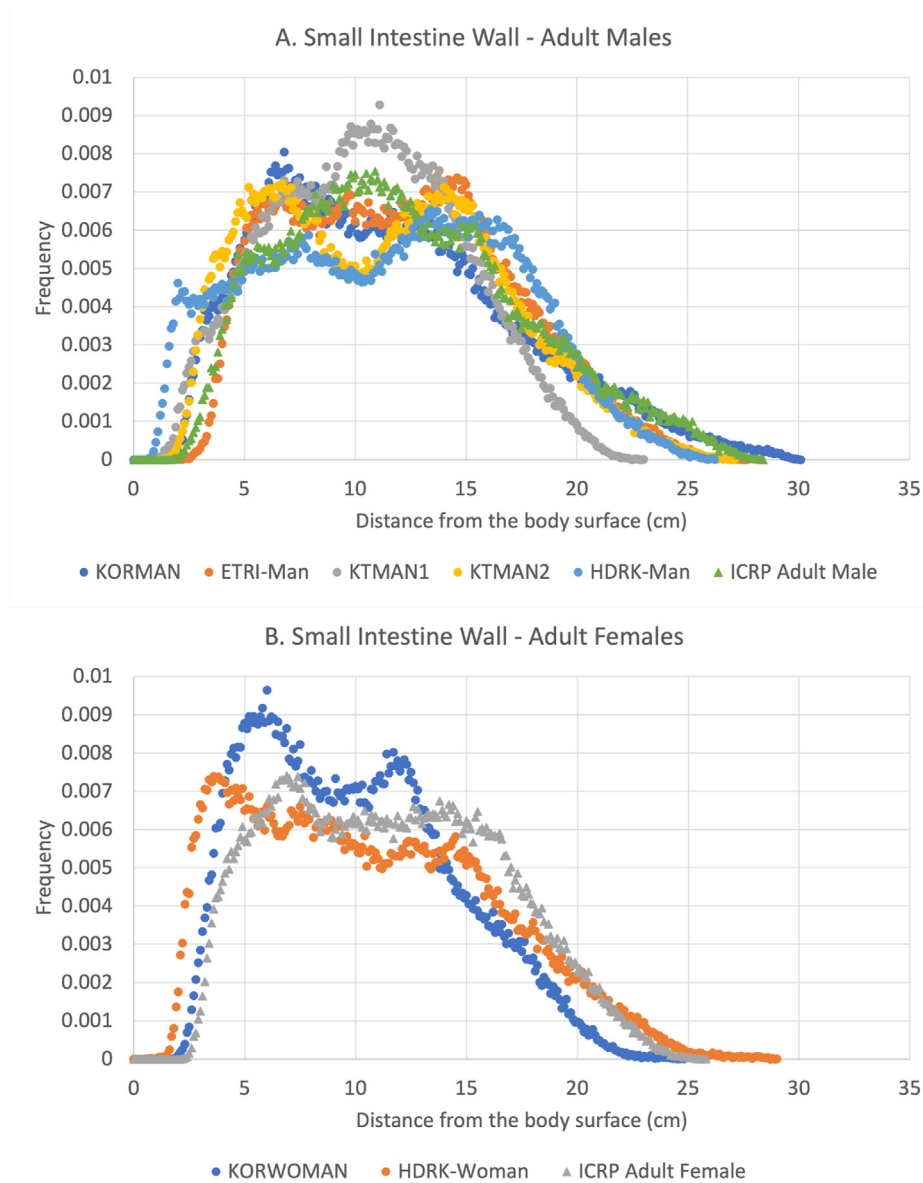 A. Small Intestine Wall - Adult Males
0.01
0.009
0.008
0.007
0.006
0.005
0.004
0.003
0.002
0.001
0
Frequency
0 5 10 15 20 25 30 35
Distance from the body surface (cm)
KORMAN ETRI-Man KTMAN1 KTMAN2 HDRK-Man ICRP Adult Male
B. Small Intestine Wall - Adult Females
0.01
0.009
0.008
0.007
0.006
0.005
0.004
0.003
0.002
0.001
0
Frequency
0 5 10 15 20 25 30 35
Distance from the body surface (cm)
KORWOMAN HDRK-Woman ICRP Adult Female